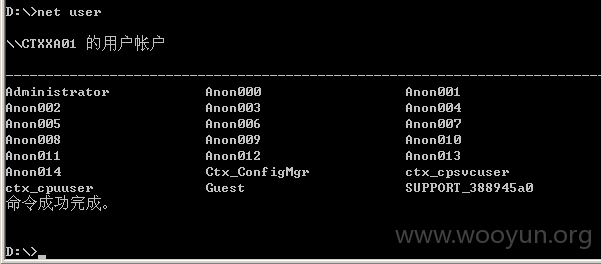 D:\>net user
\\CTXXA01 的用户帐户
-------------------------------------------------------------------------------
Administrator Anon000 Anon001
Anon002 Anon003 Anon004
Anon005 Anon006 Anon007
Anon008 Anon009 Anon010
Anon011 Anon012 Anon013
Anon014 Ctx_ConfigMgr ctx_cpsvcuser
ctx_cpuuser Guest SUPPORT_388945a0
命令成功完成。
www.wooyun.org
D:\>_